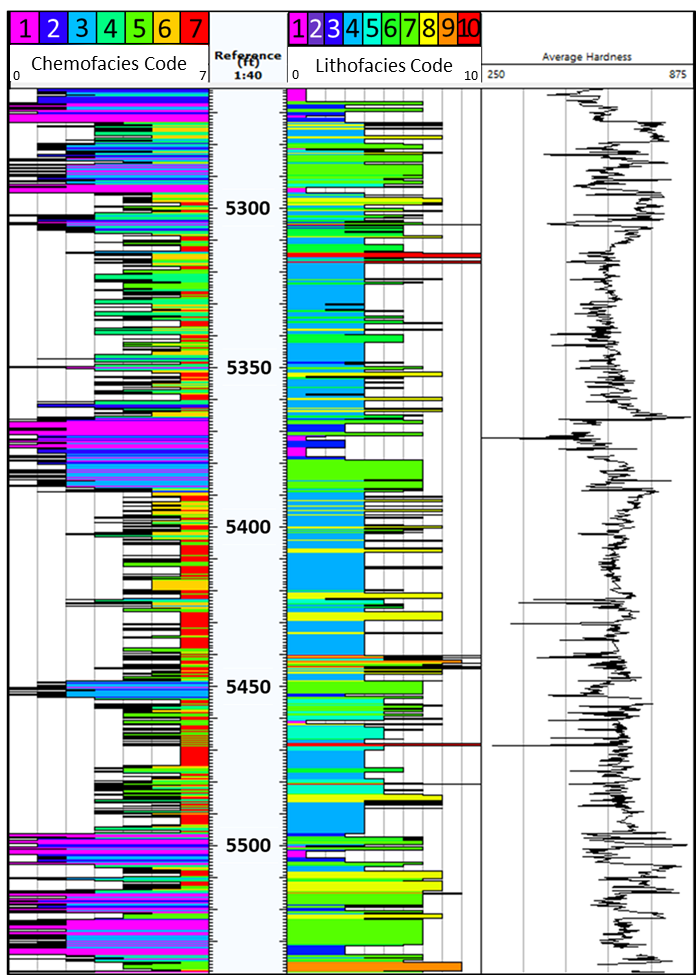 1 2 3 4 5 6 7
Chemofacies Code
0 7
Reference
(ft)
1:40
1 2 3 4 5 6 7 8 9 10
Lithofacies Code
0 10
Average Hardness
250 875
5300
5350
5400
5450
5500